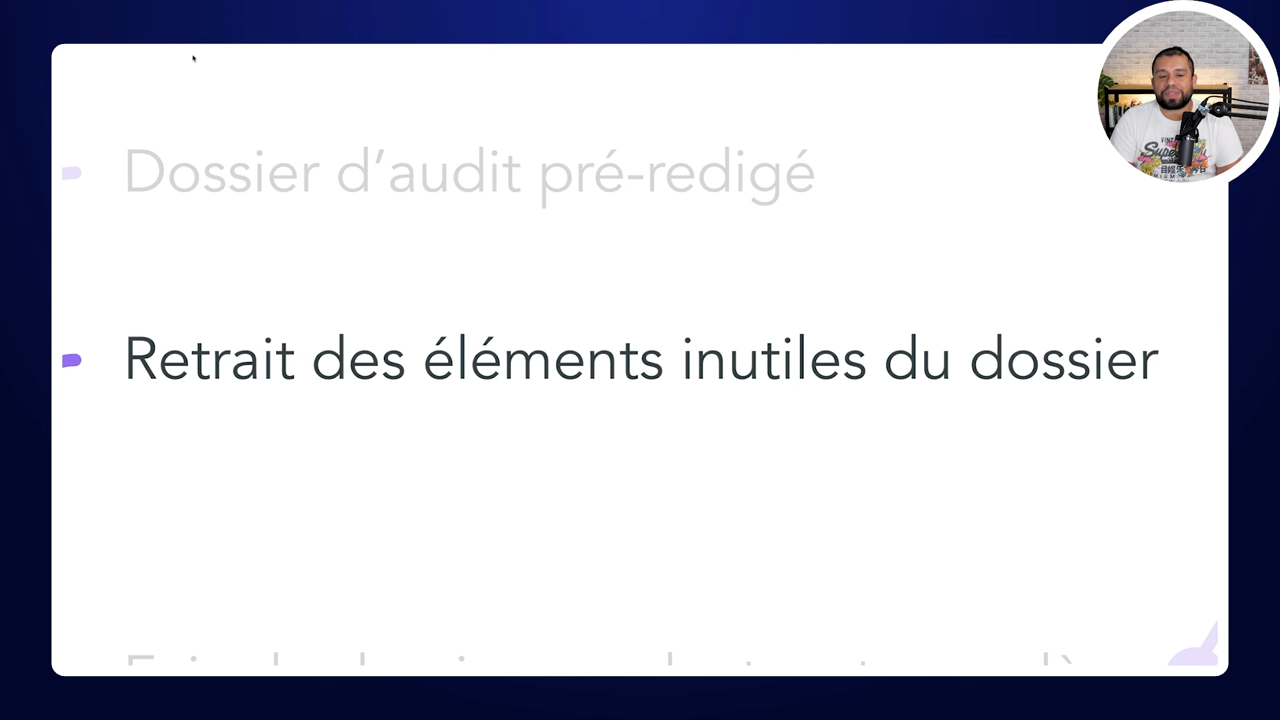 Dossier d’audit pré-redigé
Retrait des éléments inutiles du dossier